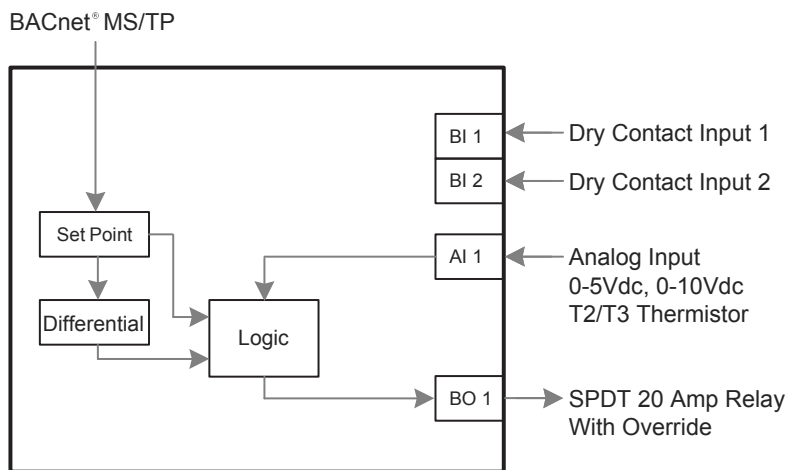 BACnet® MS/TP
BI 1
Dry Contact Input 1
BI 2
Dry Contact Input 2
Set Point
AI 1
Analog Input
0-5Vdc, 0-10Vdc
T2/T3 Thermistor
Differential
Logic
BO 1
SPDT 20 Amp Relay
With Override